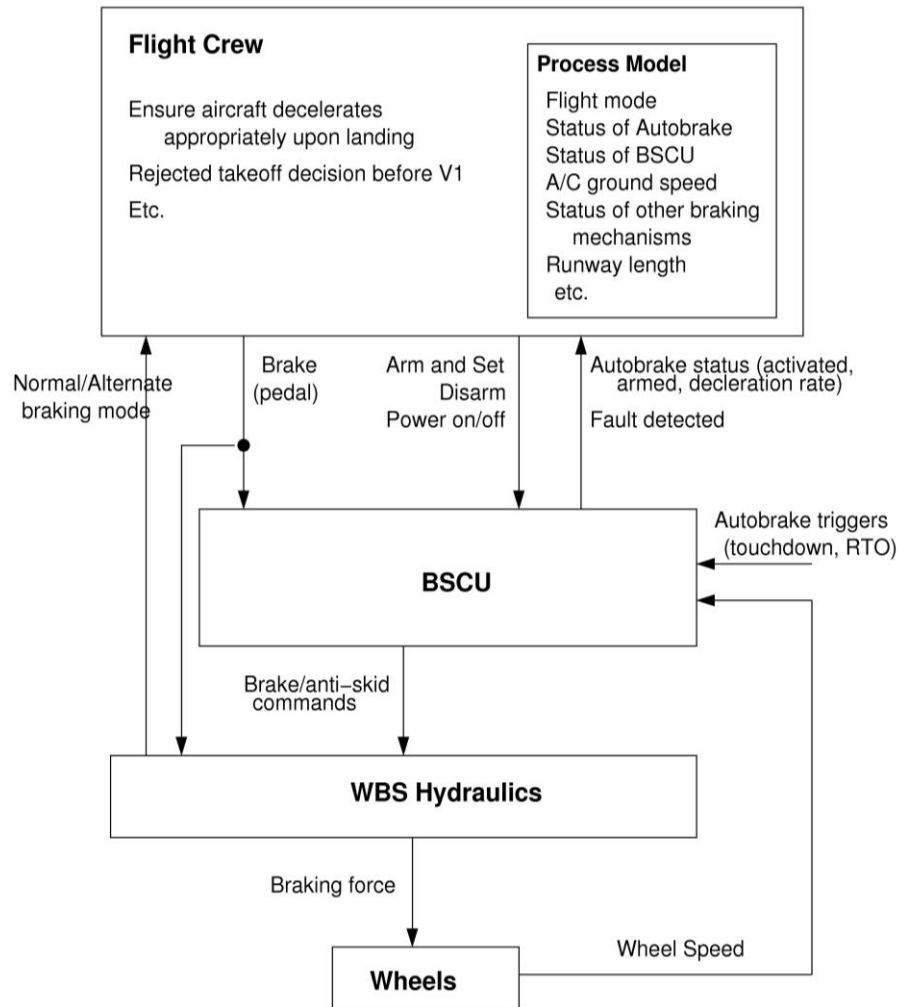 Flight Crew
Ensure aircraft decelerates
appropriately upon landing
Rejected takeoff decision before V1
Etc.
Process Model
Flight mode
Status of Autobrake
Status of BSCU
A/C ground speed
Status of other braking
mechanisms
Runway length
etc.
Normal/Alternate
braking mode
Brake
(pedal)
Arm and Set
Disarm
Power on/off
Autobrake status (activated,
armed, decleration rate)
Fault detected
BSCU
Autobrake triggers
(touchdown, RTO)
Brake/anti-skid
commands
WBS Hydraulics
Braking force
Wheels
Wheel Speed